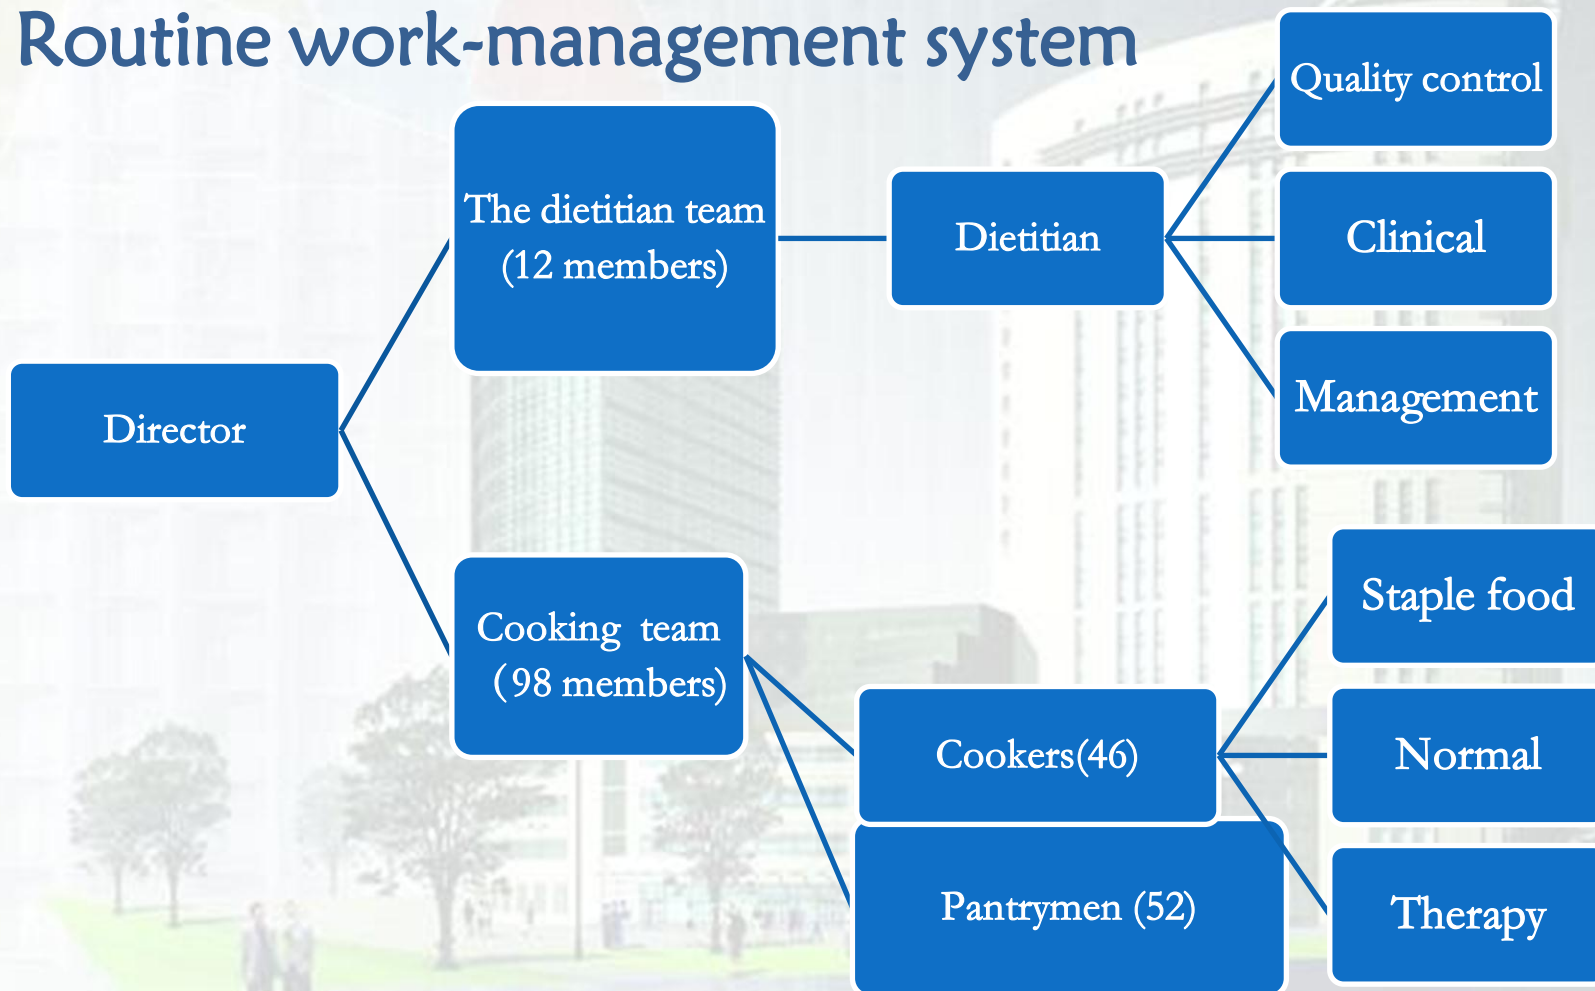 Routine work-management system
Quality control
The dietitian team
(12 members)
Dietitian
Clinical
Management
Director
Cooking  team
（98 members)
Staple food
Cookers(46)
Normal
Pantrymen (52)
Therapy